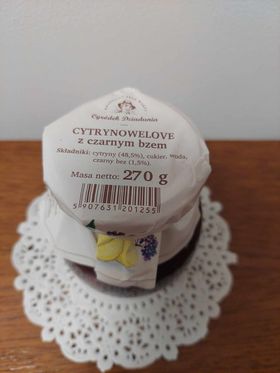 Ogródek Dziadunia
CYTRYNOWELOVE
z czarnym bzem
Składniki: cytryny (48,5%), cukier, woda,
czarny bez (1,5%).
Masa netto: 270 g
5 907631 201255